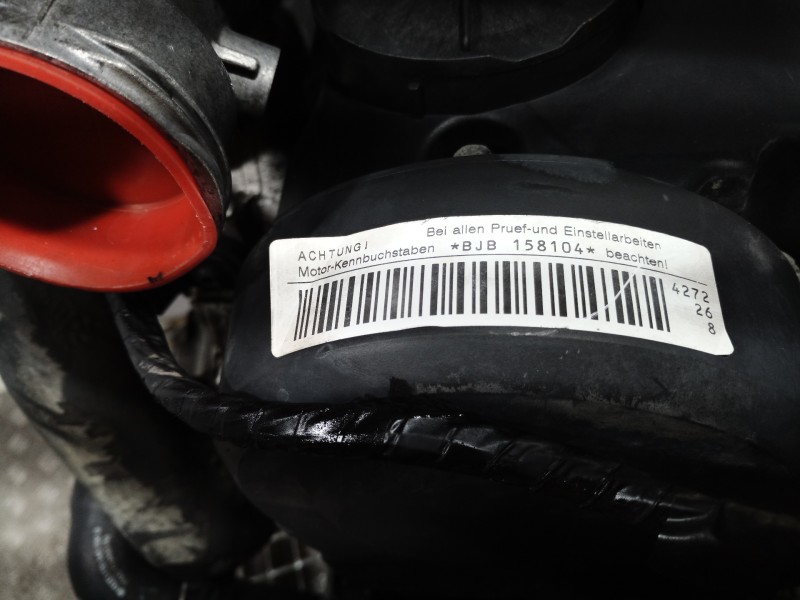 ACHTUNG! Bei allen Pruef-und Einstellarbeiten
Motor-Kennbuchstaben *BJB 158104* beachten!
4272
26
8